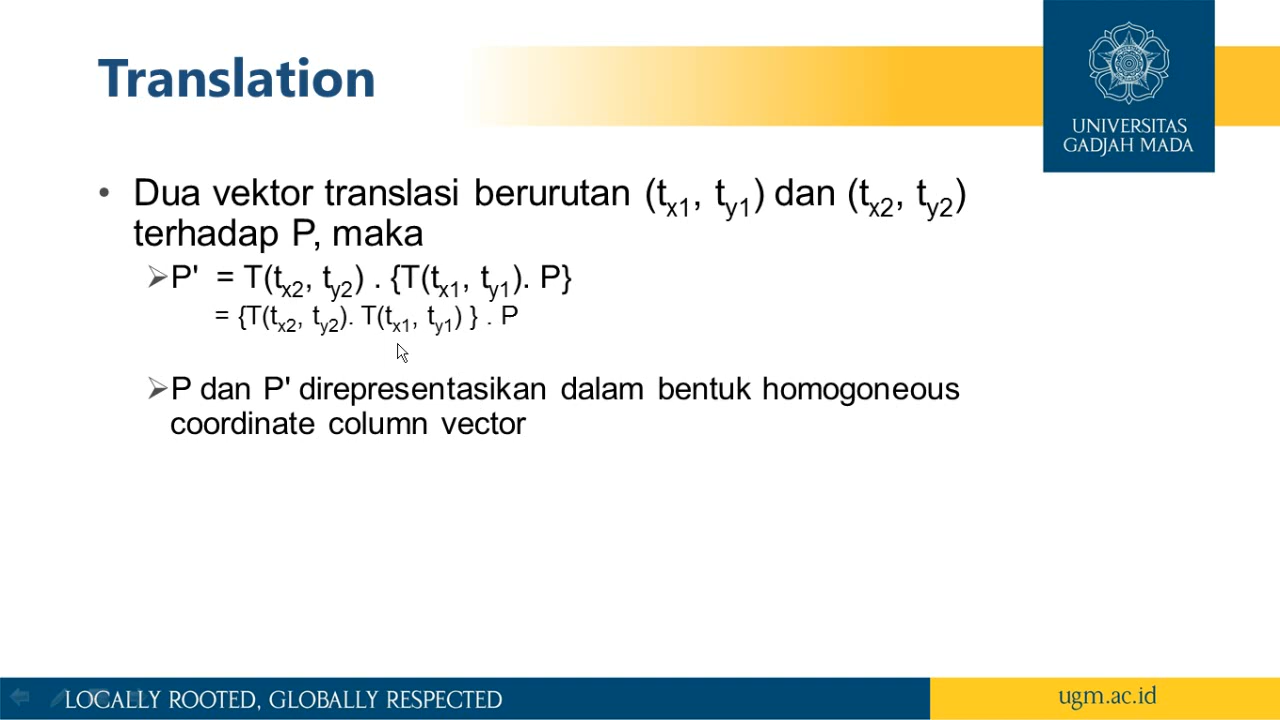 Translation
UNIVERSITAS
GADJAH MADA
• Dua vektor translasi berurutan (tx1, ty1) dan (tx2, ty2)
terhadap P, maka
➢P' = T(tx2, ty2) . {T(tx1, ty1). P}
= {T(tx2, ty2). T(tx1, ty1) } . P
➢P dan P' direpresentasikan dalam bentuk homogoneous
coordinate column vector
LOCALLY ROOTED, GLOBALLY RESPECTED
ugm.ac.id